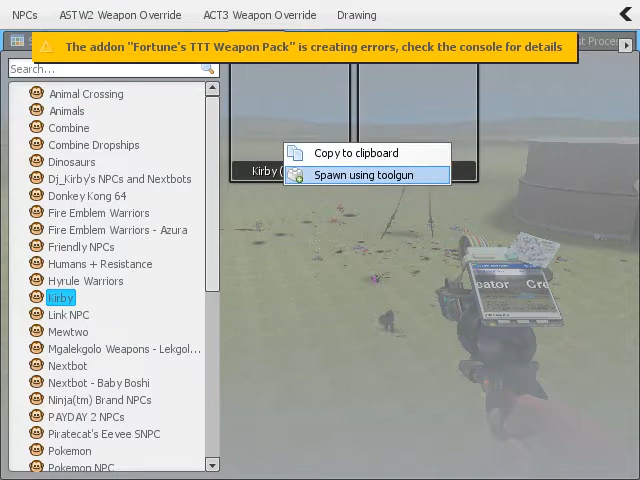 NPCs
ASTW2 Weapon Override
ACT3 Weapon Override
Drawing
The addon "Fortune's TTT Weapon Pack" is creating errors, check the console for details
Search...
Animal Crossing
Animals
Combine
Combine Dropships
Dinosaurs
Dj_Kirby's NPCs and Nextbots
Donkey Kong 64
Fire Emblem Warriors
Fire Emblem Warriors - Azura
Friendly NPCs
Humans + Resistance
Hyrule Warriors
Kirby
Link NPC
Mewtwo
Mgalekgolo Weapons - Lekgol...
Nextbot
Nextbot - Baby Boshi
Ninja(tm) Brand NPCs
PAYDAY 2 NPCs
Piratecat's Eevee SNPC
Pokemon
Pokemon NPC
Kirby (
Copy to clipboard
Spawn using toolgun
eator Cre